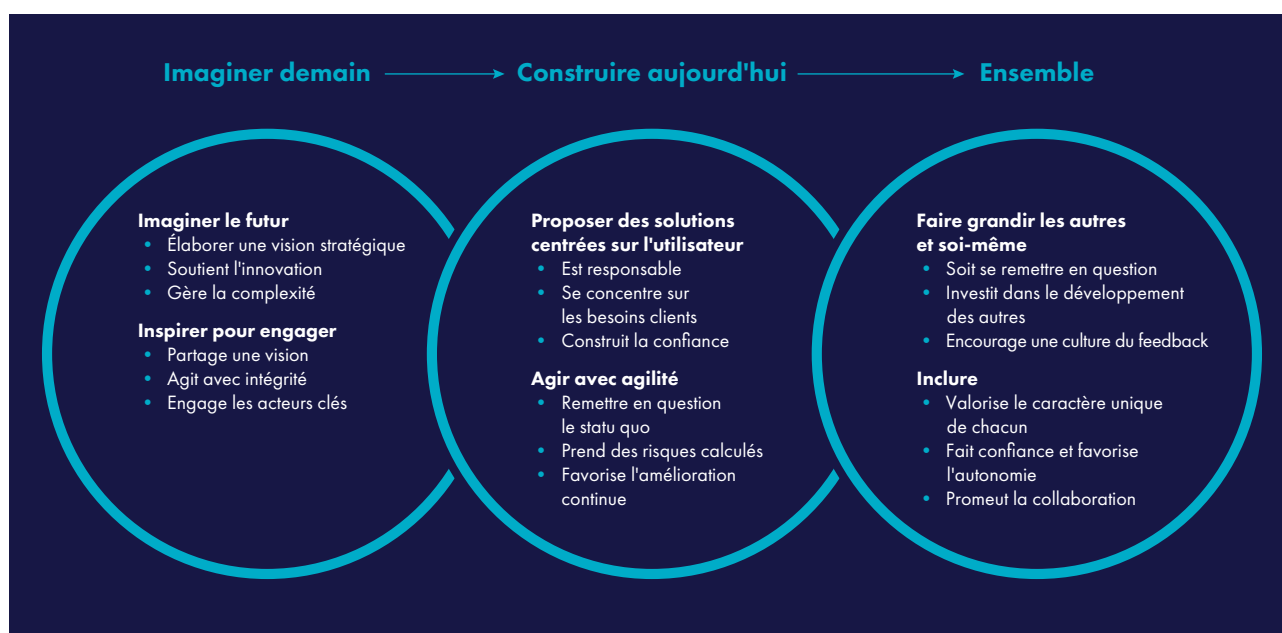 Imaginer demain
Construire aujourd'hui
Ensemble
Imaginer le futur
• Élaborer une vision stratégique
• Soutient l'innovation
• Gère la complexité
Inspirer pour engager
• Partage une vision
• Agit avec intégrité
• Engage les acteurs clés
Proposer des solutions
centrées sur l'utilisateur
• Est responsable
• Se concentre sur
les besoins clients
• Construit la confiance
Agir avec agilité
• Remettre en question
le statu quo
• Prend des risques calculés
• Favorise l'amélioration
continue
Faire grandir les autres
et soi-même
• Soit se remettre en question
• Investit dans le développement
des autres
• Encourage une culture du feedback
Inclure
• Valorise le caractère unique
de chacun
• Fait confiance et favorise
l'autonomie
• Promeut la collaboration